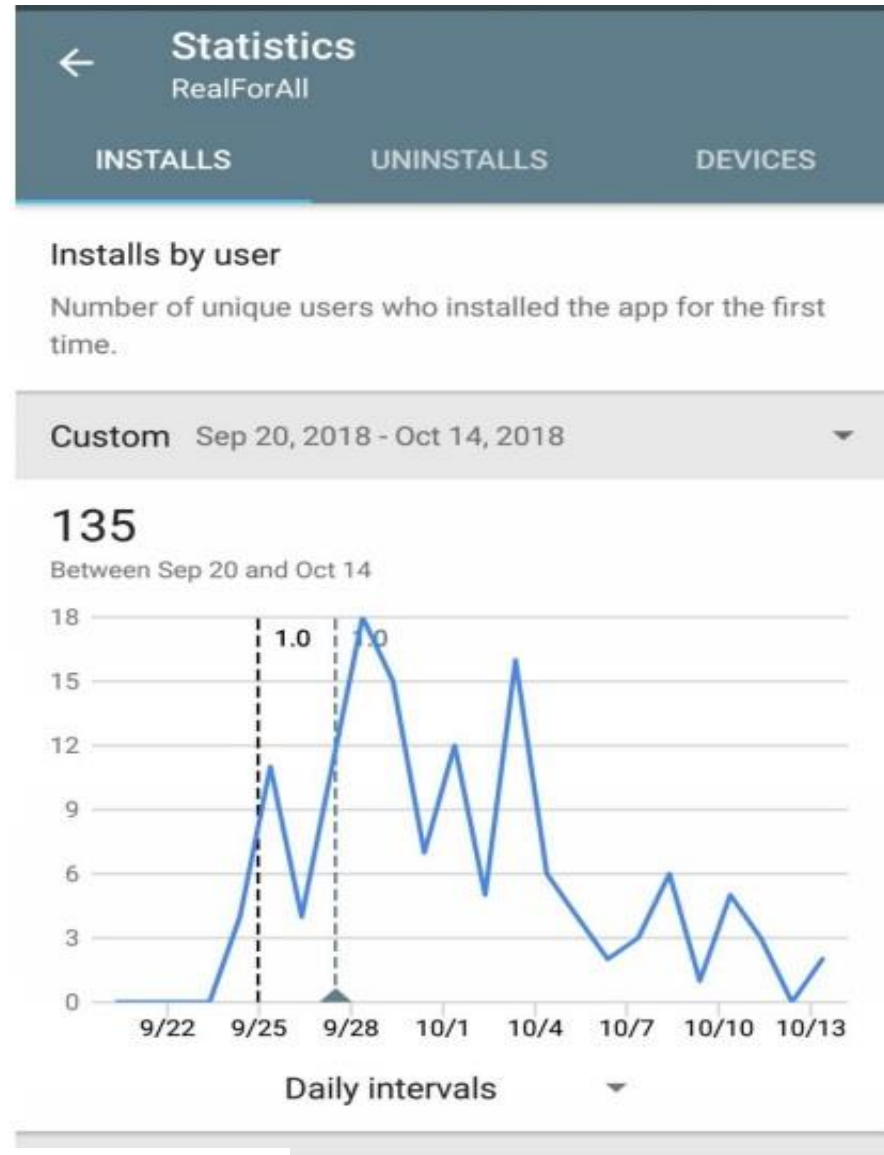 Statistics
RealForAll
INSTALLS UNINSTALLS DEVICES
Installs by user
Number of unique users who installed the app for the first
time.
Custom Sep 20, 2018 - Oct 14, 2018
135
Between Sep 20 and Oct 14
18
1.0 1.0
15
12
9
6
3
0
9/22 9/25 9/28 10/1 10/4 10/7 10/10 10/13
Daily intervals